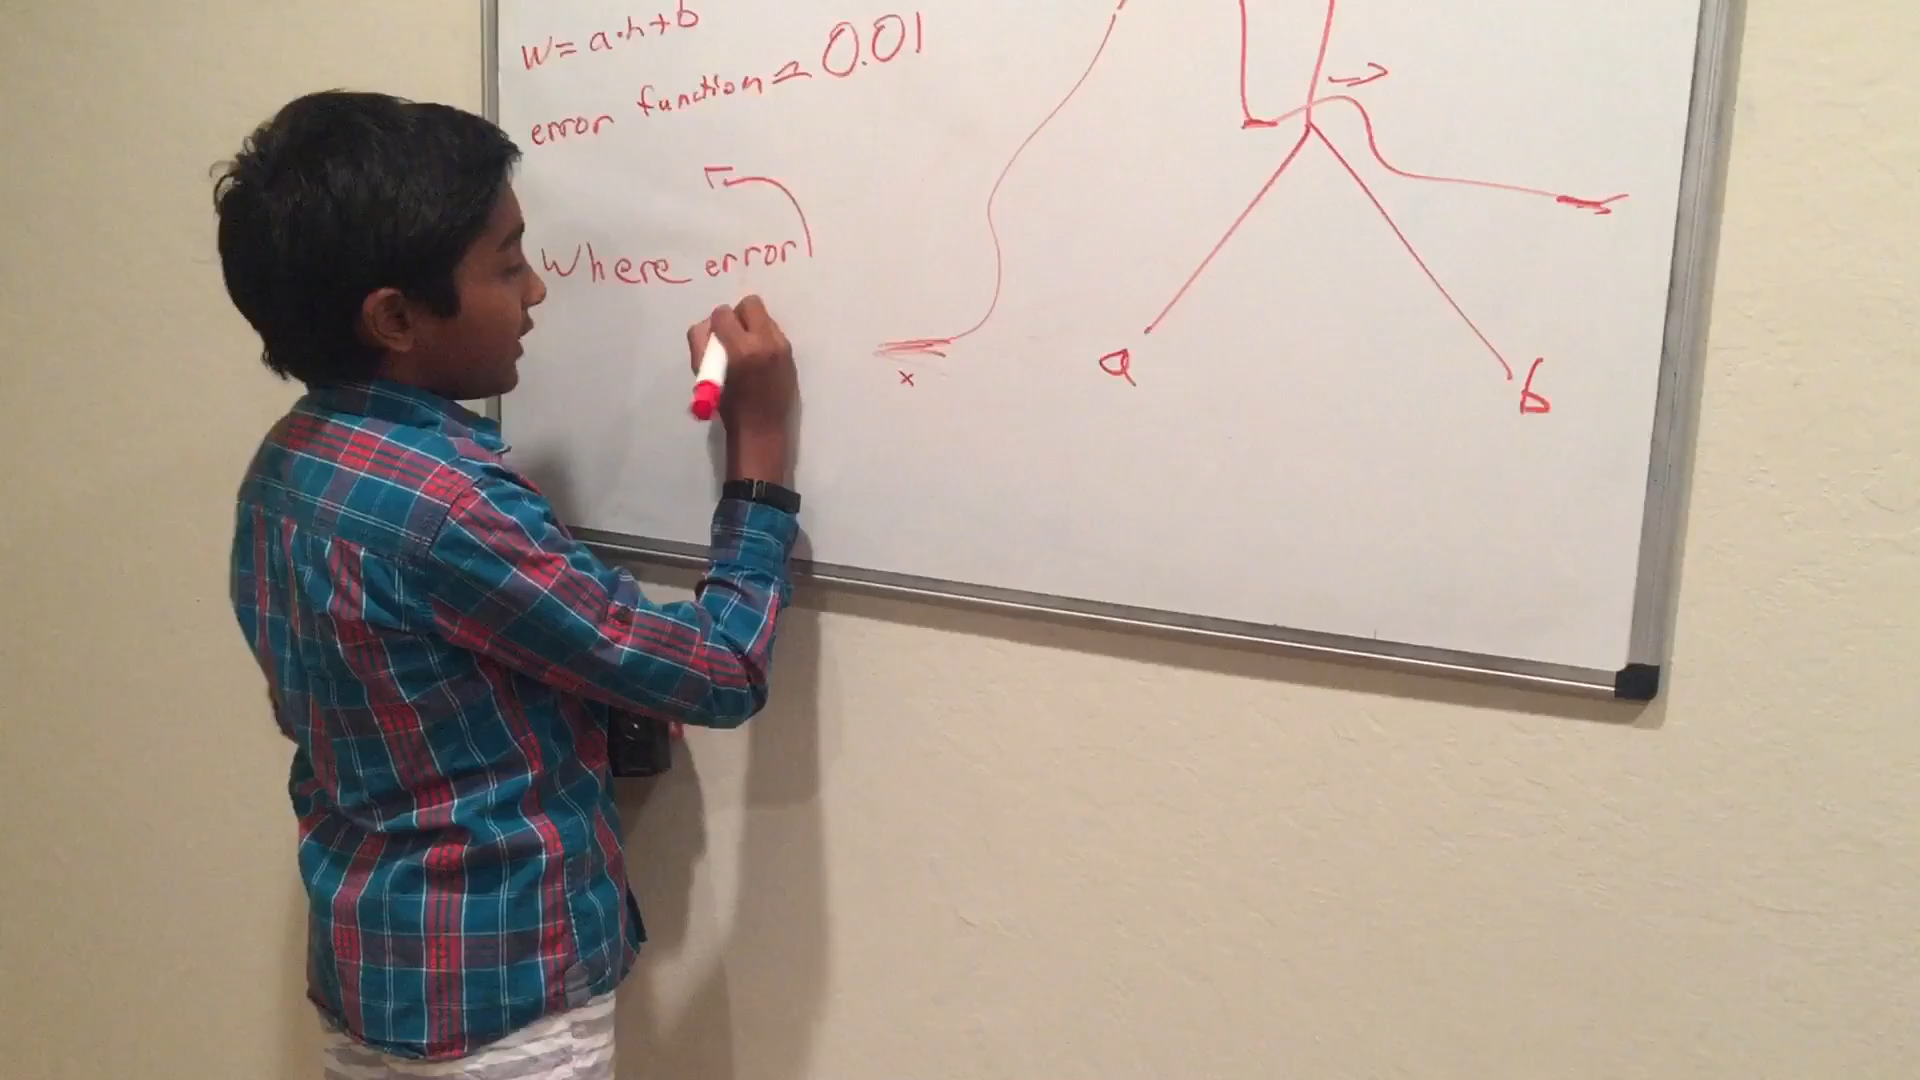 w = a·h+b
error function = 0.01
Where error
x
a
b